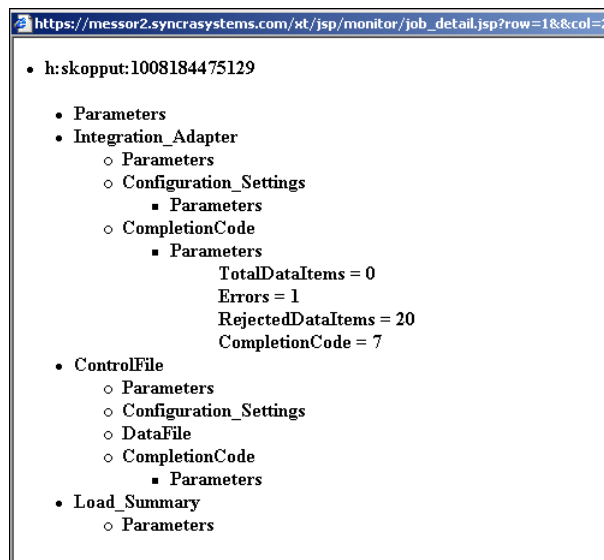 https://messor2.syncrasystems.com/xt/jsp/monitor/job_detail.jsp?row=1&&col=2
h:skopput:1008184475129
Parameters
Integration_Adapter
Parameters
Configuration_Settings
Parameters
CompletionCode
Parameters
TotalDataItems = 0
Errors = 1
RejectedDataItems = 20
CompletionCode = 7
ControlFile
Parameters
Configuration_Settings
DataFile
CompletionCode
Parameters
Load_Summary
Parameters